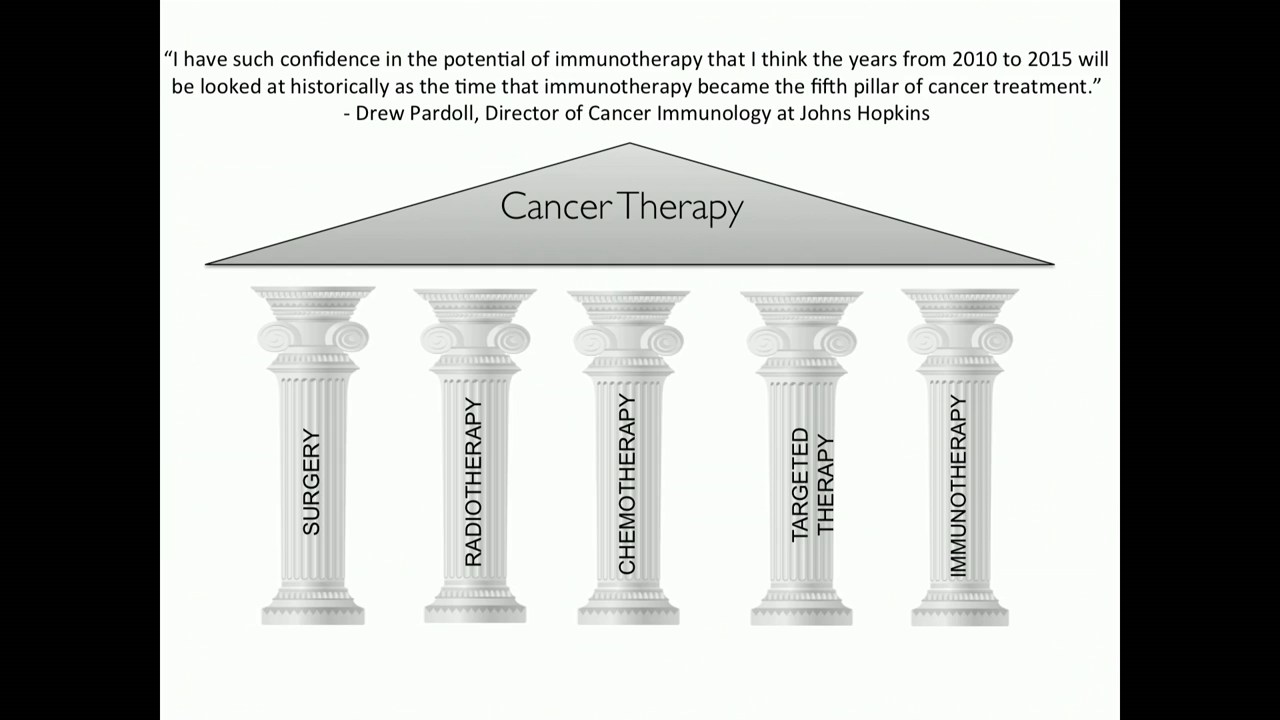 “I have such confidence in the potential of immunotherapy that I think the years from 2010 to 2015 will
be looked at historically as the time that immunotherapy became the fifth pillar of cancer treatment.”
- Drew Pardoll, Director of Cancer Immunology at Johns Hopkins
Cancer Therapy
SURGERY
RADIOTHERAPY
CHEMOTHERAPY
TARGETED
THERAPY
IMMUNOTHERAPY